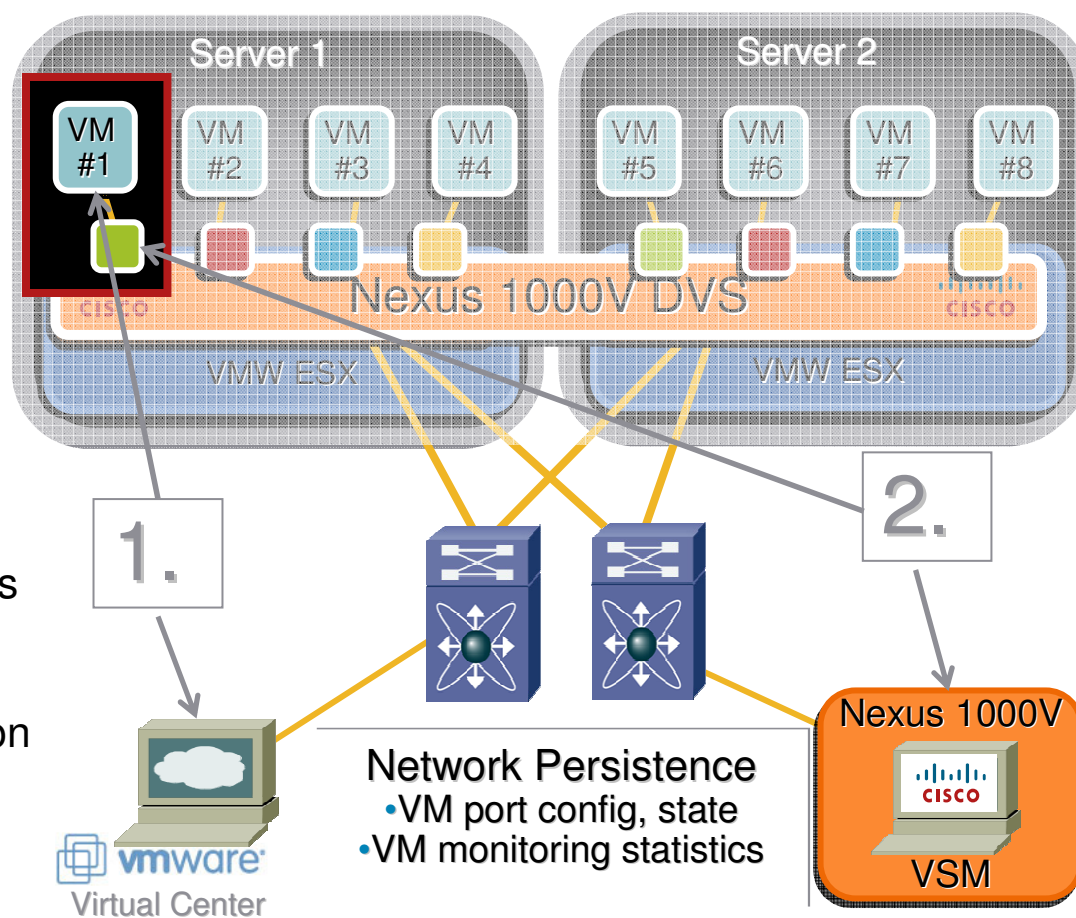 Server 1
Server 2
VM #1
VM #2
VM #3
VM #4
VM #5
VM #6
VM #7
VM #8
CISCO
Nexus 1000V DVS
CISCO
VMW ESX
VMW ESX
1.
2.
s
on
Network Persistence
•VM port config, state
•VM monitoring statistics
vmware
Virtual Center
Nexus 1000V
CISCO
VSM